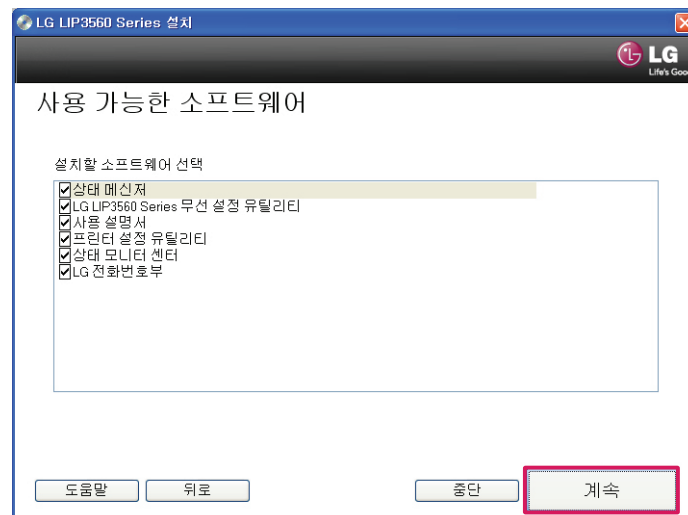 LG LIP3560 Series 설치
LG
Life's Good
사용 가능한 소프트웨어
설치할 소프트웨어 선택
상태 메신저
LG LIP3560 Series 무선 설정 유틸리티
사용 설명서
프린터 설정 유틸리티
상태 모니터 센터
LG 전화번호부
도움말 뒤로 중단 계속